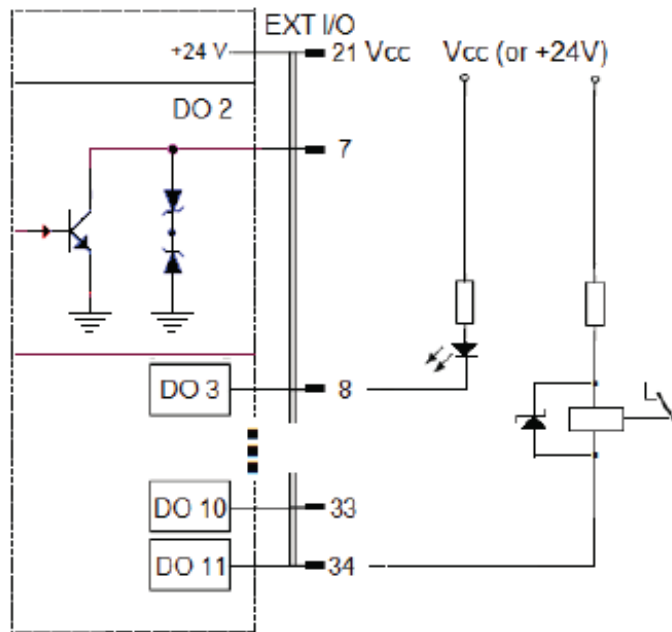 EXT I/O
+24 V 21 Vcc Vcc (or +24V)
DO 2
7
DO 3 8
DO 10 33
DO 11 34